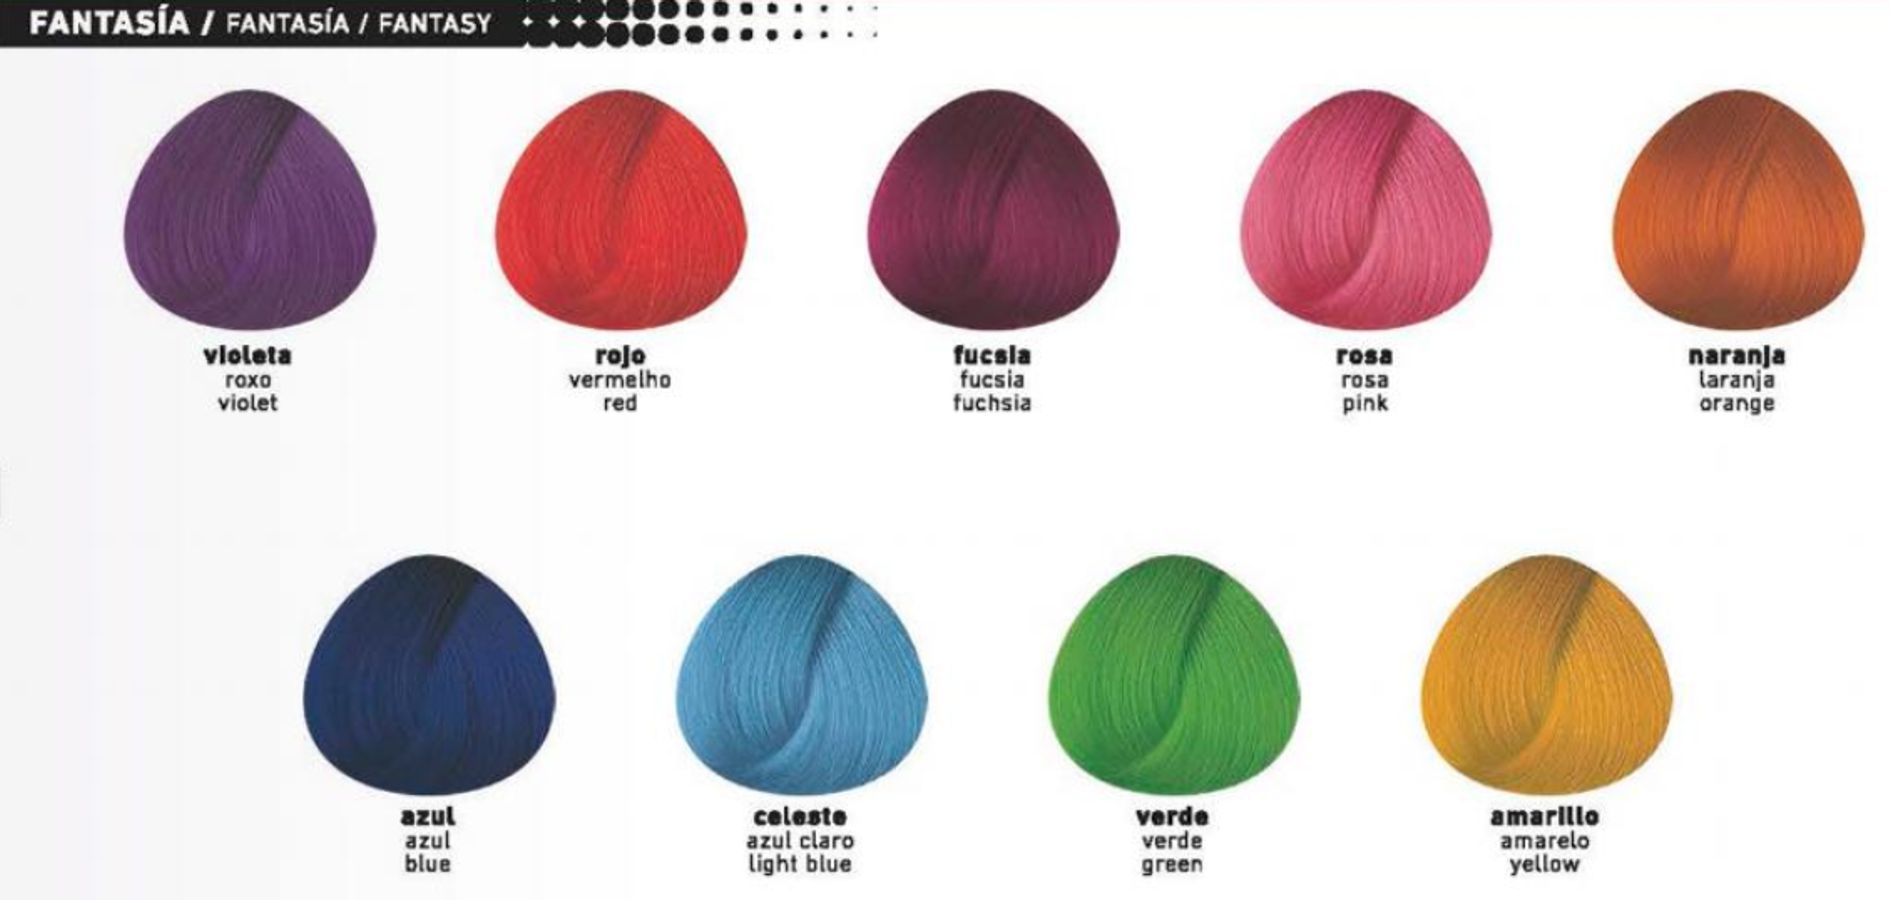 FANTASÍA / FANTASÍA / FANTASY
violeta
roxo
violet
rojo
vermelho
red
fucsia
fucsia
fuchsia
rosa
rosa
pink
naranja
laranja
orange
azul
azul
blue
celeste
azul claro
light blue
verde
verde
green
amarillo
amarelo
yellow